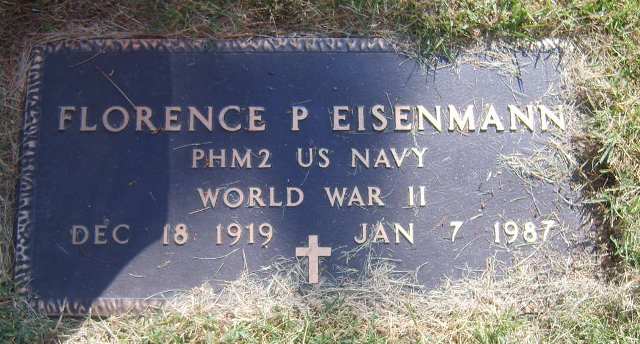 FLORENCE P EISENMANN
PHM2 US NAVY
WORLD WAR II
DEC 18 1919 JAN 7 1987